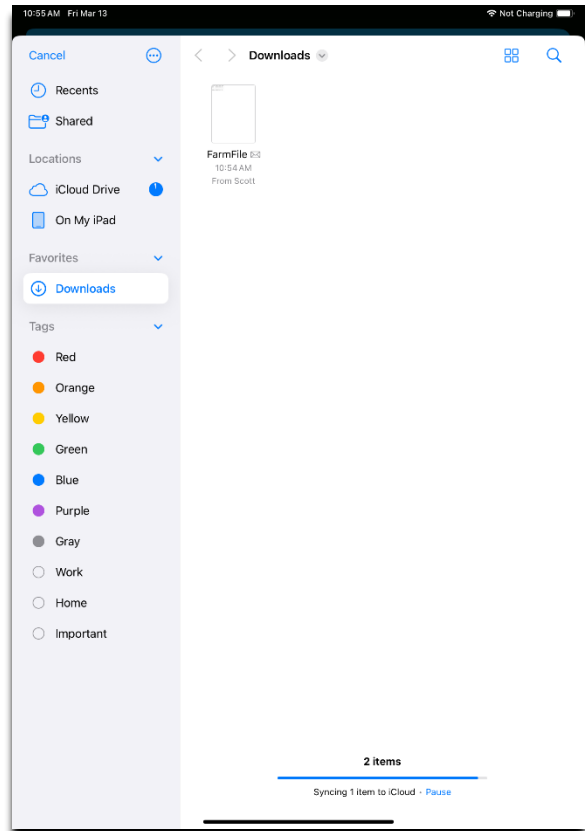 10:55 AM Fri Mar 13
Not Charging
Cancel
Downloads
Recents
Shared
Locations
iCloud Drive
On My iPad
Favorites
Downloads
Tags
Red
Orange
Yellow
Green
Blue
Purple
Gray
Work
Home
Important
FarmFile
10:54 AM
From Scott
2 items
Syncing 1 item to iCloud - Pause